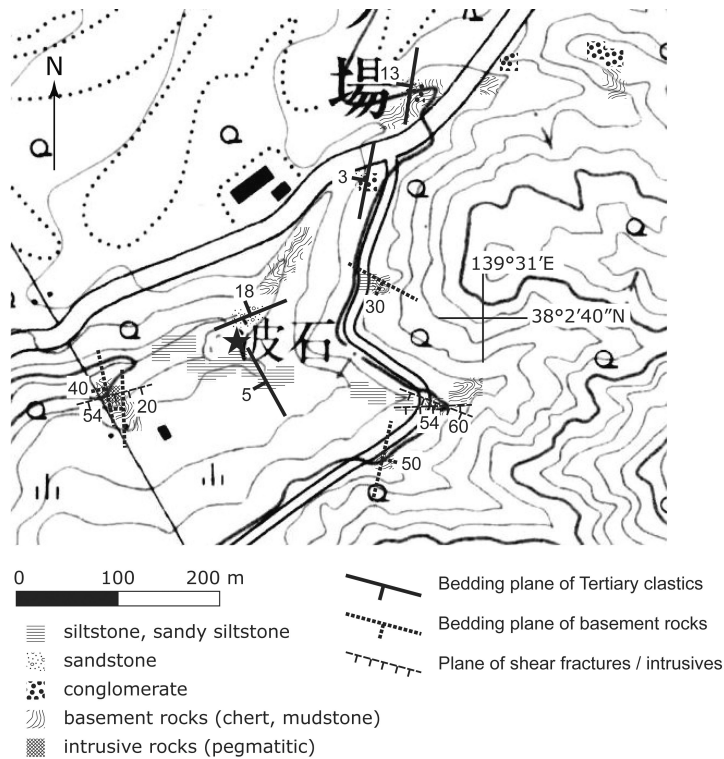 N
場
13
3
139°31′E
38°2′40″N
30
18
皮石
5
40
54
20
54
60
50
0 100 200 m
siltstone, sandy siltstone
sandstone
conglomerate
basement rocks (chert, mudstone)
intrusive rocks (pegmatitic)
Bedding plane of Tertiary clastics
Bedding plane of basement rocks
Plane of shear fractures / intrusives